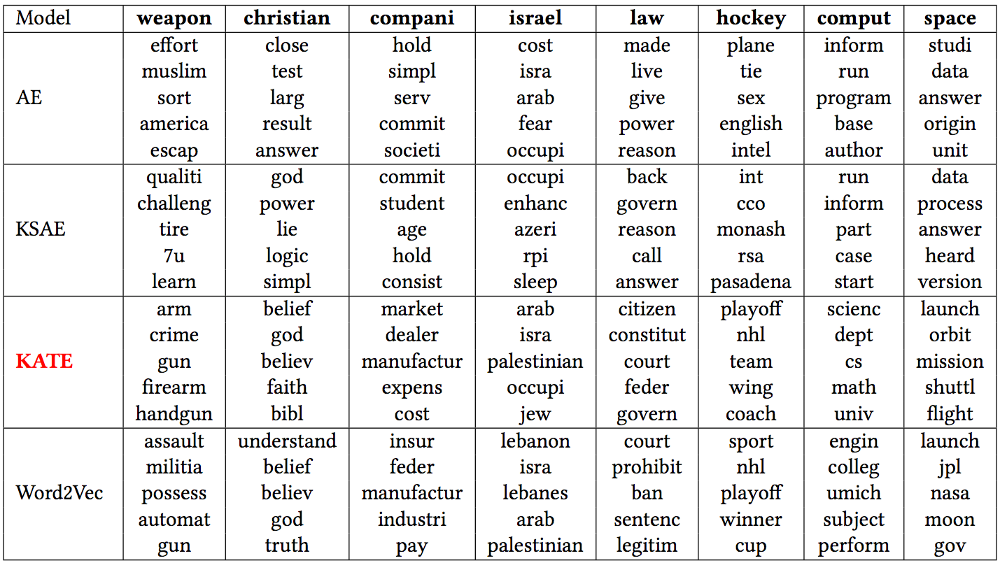 Model weapon christian compani israel law hockey comput space
effort close hold cost made plane inform studi
muslim test simpl isra live tie run data
AE sort larg serv arab give sex program answer
america result commit fear power english base origin
escap answer societi occupi reason intel author unit
qualiti god commit occupi back int run data
challeng power student enhanc govern cco inform process
KSAE tire lie age azeri reason monash part answer
7u logic hold rpi call rsa case heard
learn simpl consist sleep answer pasadena start version
arm belief market arab citizen playoff scienc launch
crime god dealer isra constitut nhl dept orbit
KATE gun believ manufactur palestinian court team cs mission
firearm faith expens occupi feder wing math shuttl
handgun bibl cost jew govern coach univ flight
assault understand insur lebanon court sport engin launch
militia belief feder isra prohibit nhl colleg jpl
Word2Vec possess believ manufactur lebanes ban playoff umich nasa
automat god industri arab sentenc winner subject moon
gun truth pay palestinian legitim cup perform gov